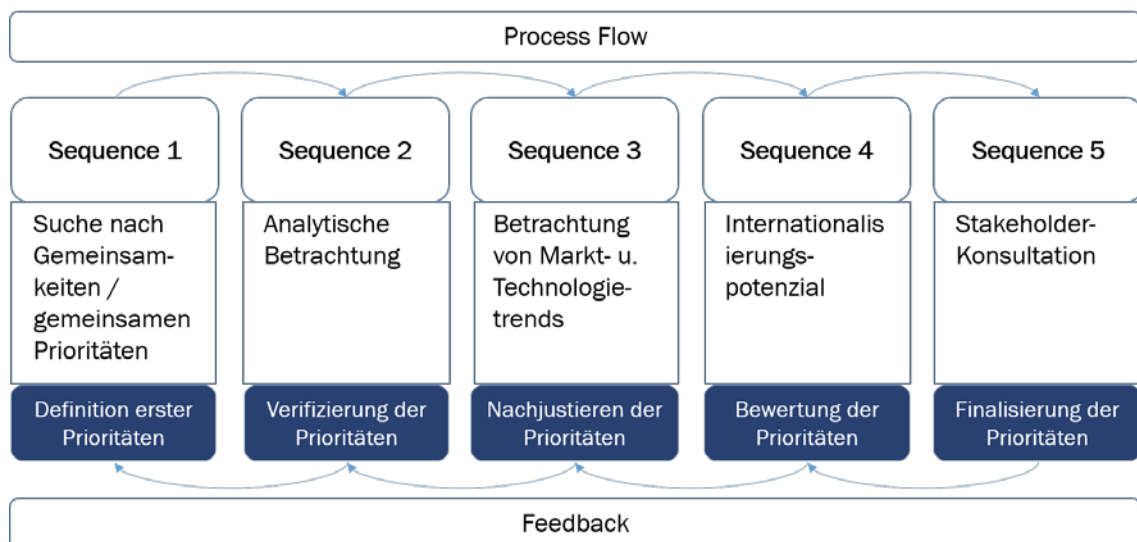 Process Flow
Sequence 1
Sequence 2
Sequence 3
Sequence 4
Sequence 5
Suche nach
Gemeinsam-
keiten /
gemeinsamen
Prioritäten
Analytische
Betrachtung
Betrachtung
von Markt- u.
Technologie-
trends
Internationalis
ierungs-
potenzial
Stakeholder-
Konsultation
Definition erster
Prioritäten
Verifizierung der
Prioritäten
Nachjustieren der
Prioritäten
Bewertung der
Prioritäten
Finalisierung der
Prioritäten
Feedback